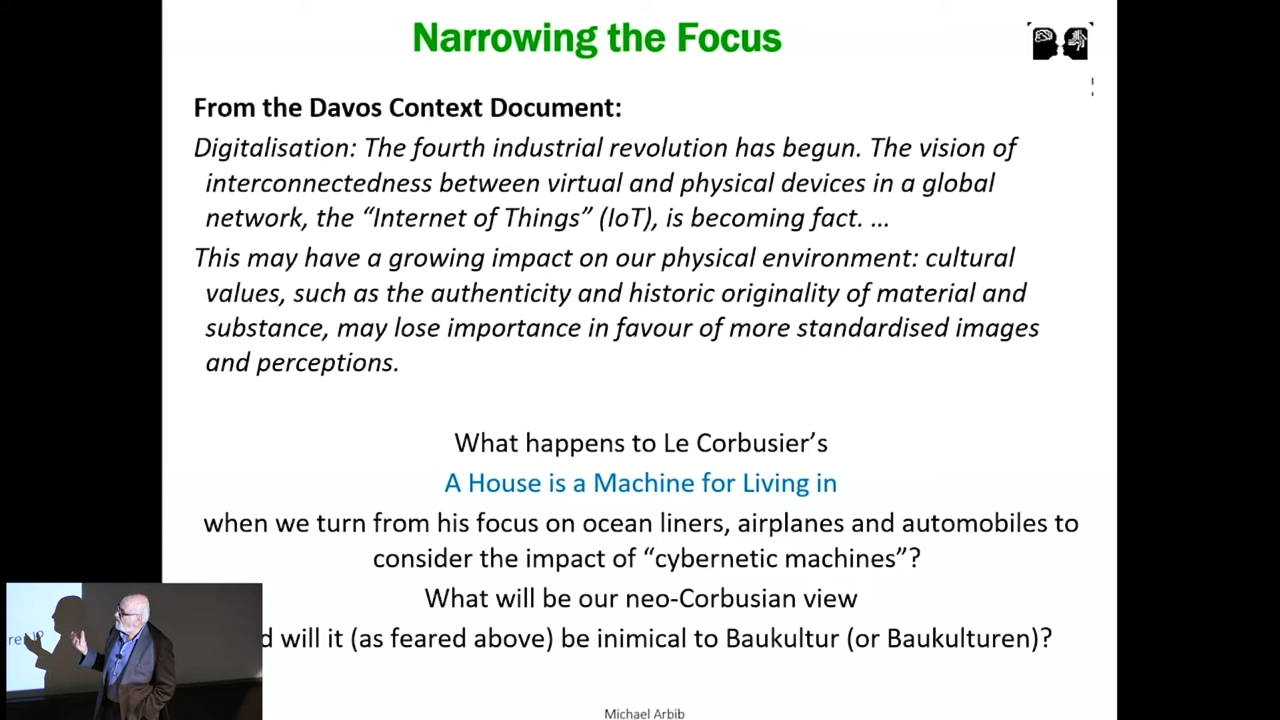 Narrowing the Focus
From the Davos Context Document:
Digitalisation: The fourth industrial revolution has begun. The vision of
interconnectedness between virtual and physical devices in a global
network, the “Internet of Things” (IoT), is becoming fact. …
This may have a growing impact on our physical environment: cultural
values, such as the authenticity and historic originality of material and
substance, may lose importance in favour of more standardised images
and perceptions.
What happens to Le Corbusier’s
A House is a Machine for Living in
when we turn from his focus on ocean liners, airplanes and automobiles to
consider the impact of “cybernetic machines”?
What will be our neo-Corbusian view
will it (as feared above) be inimical to Baukultur (or Baukulturen)?
Michael Arbib